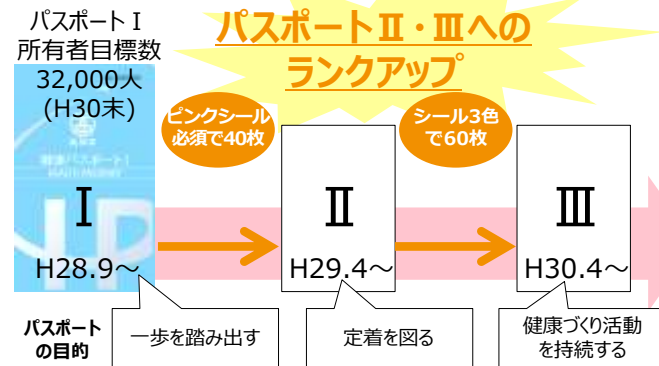 パスポートⅠ
所有者目標数
32,000人
(H30末)
パスポートⅡ・Ⅲへの
ランクアップ
ピンクシール
必須で40枚
シール3色
で60枚
健康パスポートⅠ
Ⅰ
H28.9～
Ⅱ
H29.4～
Ⅲ
H30.4～
パスポート
の目的
一歩を踏み出す
定着を図る
健康づくり活動
を持続する